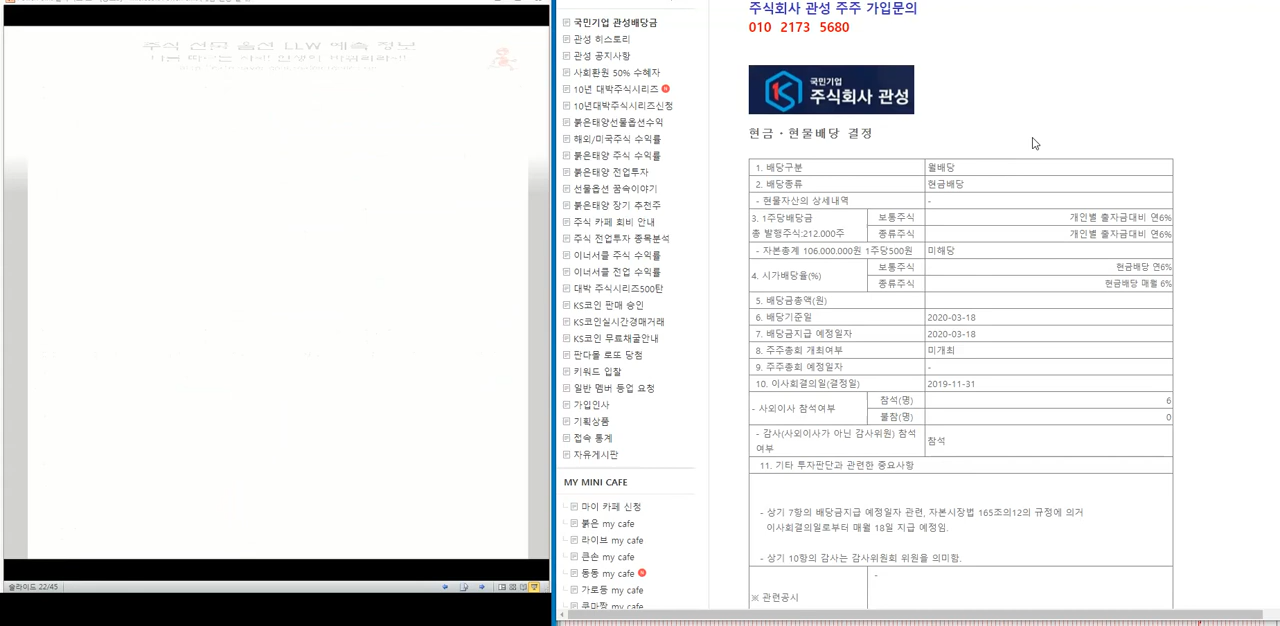 주식 선물 옵션 LLW 예측 정보
슬라이드 22/45
국민기업 관성배당금
관성 히스토리
관성 공지사항
사회환원 50% 수혜자
10년 대박주식시리즈
10년대박주식시리즈신청
붉은태양선물옵션수익
해외/미국주식 수익률
붉은태양 주식 수익률
붉은태양 전업투자
선물옵션 꿈속이야기
붉은태양 장기 추천주
주식 카페 회비 안내
주식 전업투자 종목분석
이너서클 주식 수익률
이너서클 전업 수익률
대박 주식시리즈500탄
KS코인 판매 승인
KS코인실시간경매거래
KS코인 무료채굴안내
판다물 로또 당첨
키워드 입찰
일반 멤버 등업 요청
가입인사
기획상품
접속 통계
자유게시판
MY MINI CAFE
마이 카페 신청
붉은 my cafe
라이브 my cafe
큰손 my cafe
동동 my cafe
가로등 my cafe
쿠마짱 my cafe
주식회사 관성 주주 가입문의
010 2173 5680
국민기업
주식회사 관성
현금・현물배당 결정
1. 배당구분 월배당
2. 배당종류 현금배당
- 현물자산의 상세내역 -
3. 1주당배당금 보통주식 개인별 출자금대비 연6%
총 발행주식:212.000주 종류주식 개인별 출자금대비 연6%
- 자본총계 106.000.000원 1주당500원 미해당
4. 시가배당율(%) 보통주식 현금배당 연6%
종류주식 현금배당 매월 6%
5. 배당금총액(원)
6. 배당기준일 2020-03-18
7. 배당금지급 예정일자 2020-03-18
8. 주주총회 개최여부 미개최
9. 주주총회 예정일자 -
10. 이사회결의일(결정일) 2019-11-31
- 사외이사 참석여부 참석(명) 6
불참(명) 0
- 감사(사외이사가 아닌 감사위원) 참석
여부 참석
11. 기타 투자판단과 관련한 중요사항
- 상기 7항의 배당금지급 예정일자 관련, 자본시장법 165조의12의 규정에 의거
이사회결의일로부터 매월 18일 지급 예정임.
- 상기 10항의 감사는 감사위원회 위원을 의미함.
※ 관련공시 -